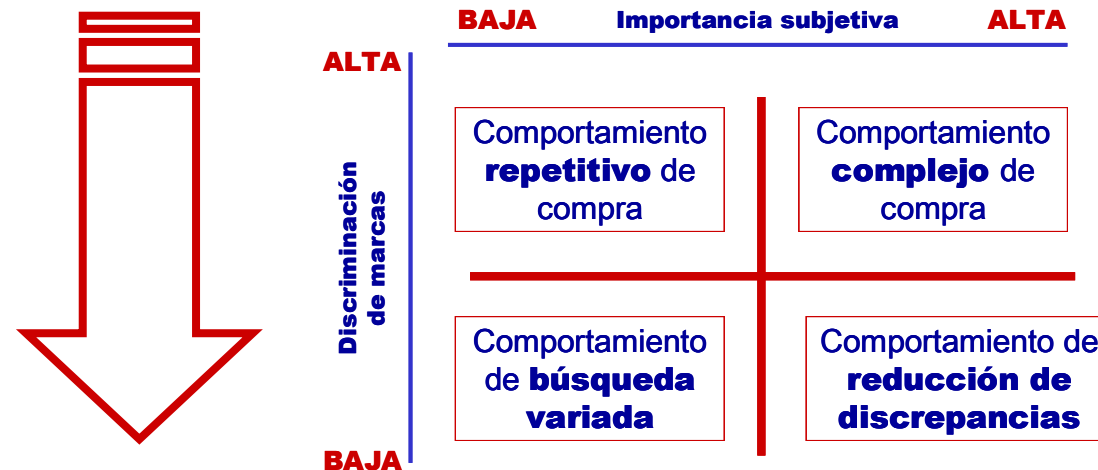 BAJA Importancia subjetiva ALTA
ALTA
Discriminación
de marcas
BAJA
Comportamiento
repetitivo de
compra
Comportamiento
complejo de
compra
Comportamiento
de búsqueda
variada
Comportamiento de
reducción de
discrepancias